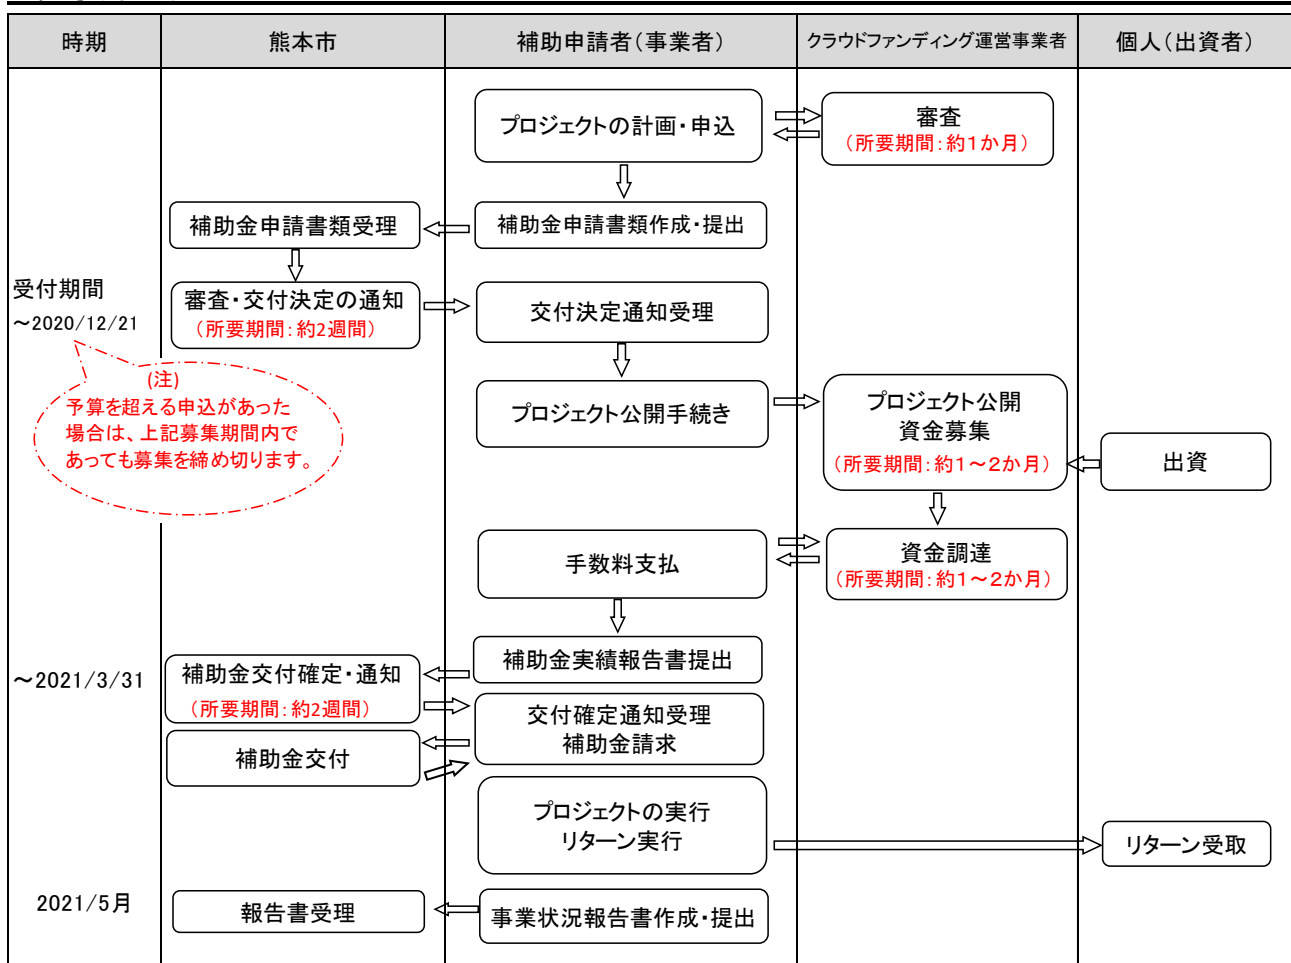 時期
熊本市
補助申請者（事業者）
クラウドファンディング運営事業者
個人（出資者）
プロジェクトの計画・申込
審査
（所要期間：約１か月）
補助金申請書類受理
補助金申請書類作成・提出
受付期間
～2020/12/21
審査・交付決定の通知
（所要期間：約2週間）
交付決定通知受理
(注)
予算を超える申込があった
場合は、上記募集期間内で
あっても募集を締め切ります。
プロジェクト公開手続き
プロジェクト公開
資金募集
（所要期間：約１～２か月）
出資
手数料支払
資金調達
（所要期間：約１～２か月）
～2021/3/31
補助金交付確定・通知
（所要期間：約2週間）
補助金実績報告書提出
交付確定通知受理
補助金請求
補助金交付
プロジェクトの実行
リターン実行
リターン受取
2021/5月
報告書受理
事業状況報告書作成・提出